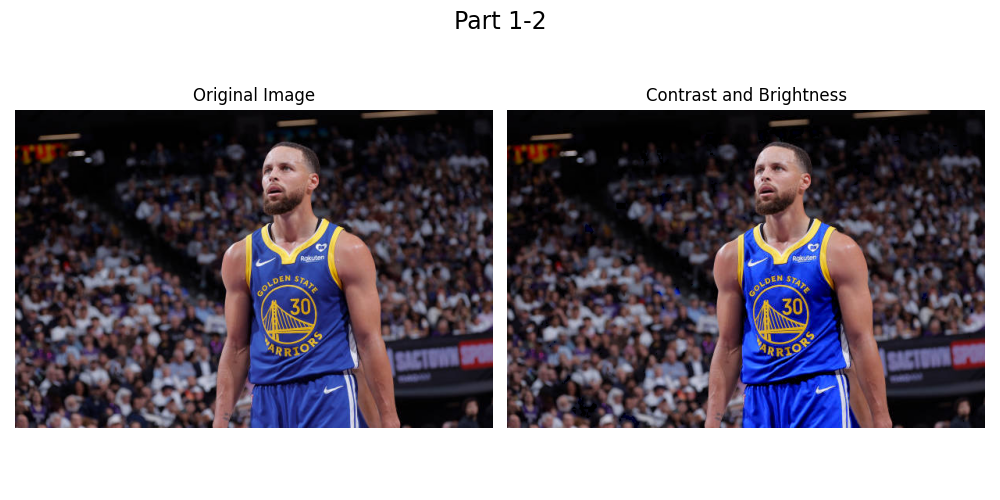 Part 1-2
Original Image
Contrast and Brightness
Rakuten
GOLDEN STATE
30
WARRIORS
SACTOWN
SPO
Rakuten
GOLDEN STATE
30
WARRIORS
SACTOWN
SPO